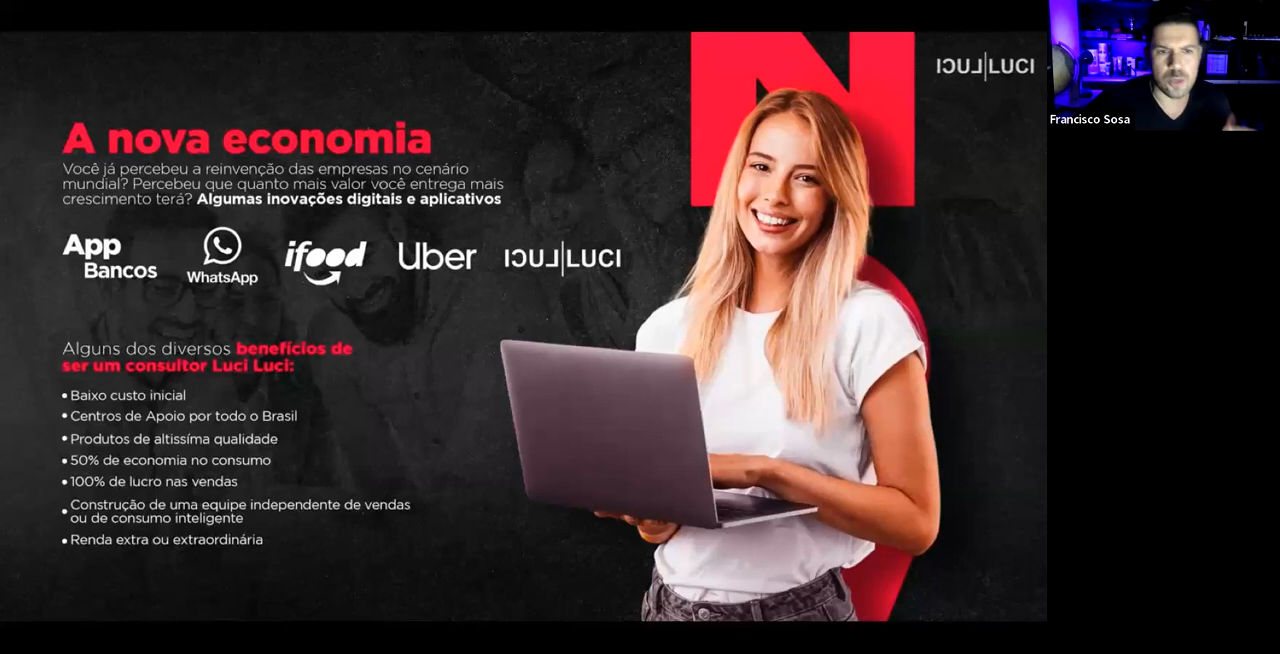 A nova economia
Você já percebeu a reinvenção das empresas no cenário
mundial? Percebeu que quanto mais valor você entrega mais
crescimento terá? Algumas inovações digitais e aplicativos
App
Bancos
WhatsApp
ifood
Uber
LUCI|LUCI
Alguns dos diversos benefícios de
ser um consultor Luci Luci:
• Baixo custo inicial
• Centros de Apoio por todo o Brasil
• Produtos de altissíma qualidade
• 50% de economia no consumo
• 100% de lucro nas vendas
• Construção de uma equipe independente de vendas
ou de consumo inteligente
• Renda extra ou extraordinária
LUCI|LUCI
Francisco Sosa